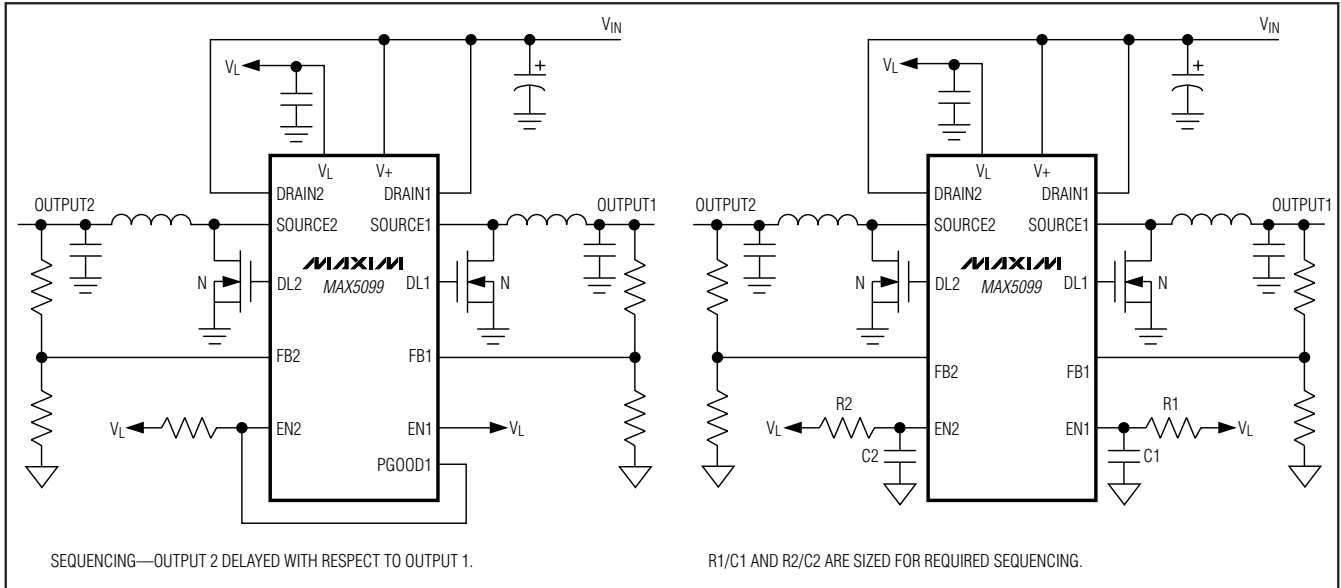 VIN
VL
VL
V+
DRAIN2
DRAIN1
OUTPUT2
SOURCE2
SOURCE1
OUTPUT1
MAXIM
MAX5099
N
DL2
DL1
N
FB2
FB1
VL
EN2
EN1
VL
PGOOD1
SEQUENCING—OUTPUT 2 DELAYED WITH RESPECT TO OUTPUT 1.
VIN
VL
VL
V+
DRAIN2
DRAIN1
OUTPUT2
SOURCE2
SOURCE1
OUTPUT1
MAXIM
MAX5099
N
DL2
DL1
N
FB2
FB1
R2
R1
VL
EN2
EN1
VL
C2
C1
R1/C1 AND R2/C2 ARE SIZED FOR REQUIRED SEQUENCING.